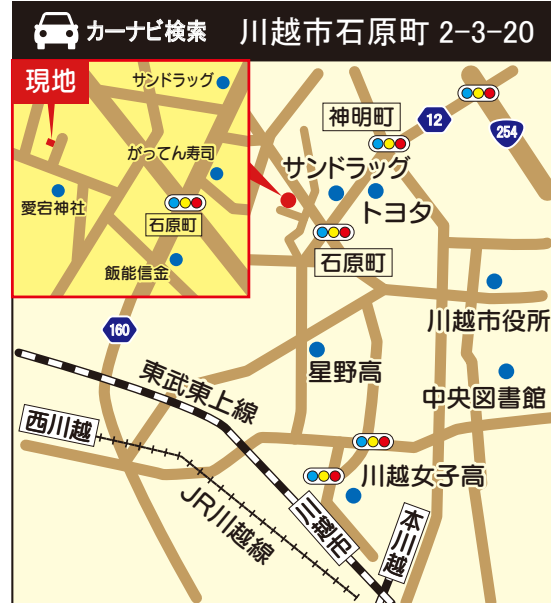 カーナビ検索 川越市石原町 2-3-20
現地
サンドラッグ
がってん寿司
愛宕神社
石原町
飯能信金
神明町
12
254
サンドラッグ
トヨタ
石原町
川越市役所
160
星野高
中央図書館
東武東上線
西川越
JR川越線
川越女子高
川越市
本川越